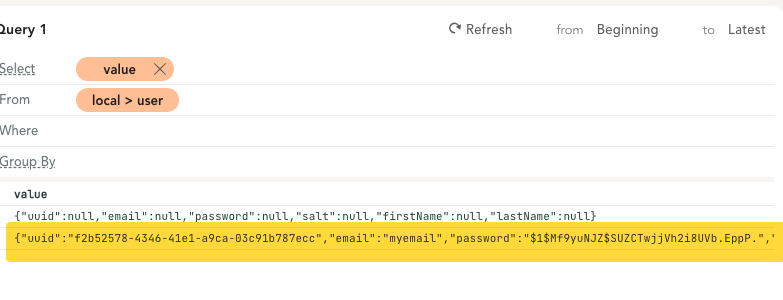 Query 1 Refresh from Beginning to Latest
Select value
From local > user
Where
Group By
value
{"uuid":null,"email":null,"password":null,"salt":null,"firstName":null,"lastName":null}
{"uuid":"f2b52578-4346-41e1-a9ca-03c91b787ecc","email":"myemail","password":"$1$Mf9yuNJZ$SUZCTwjjVh2i8UVb.EppP.","